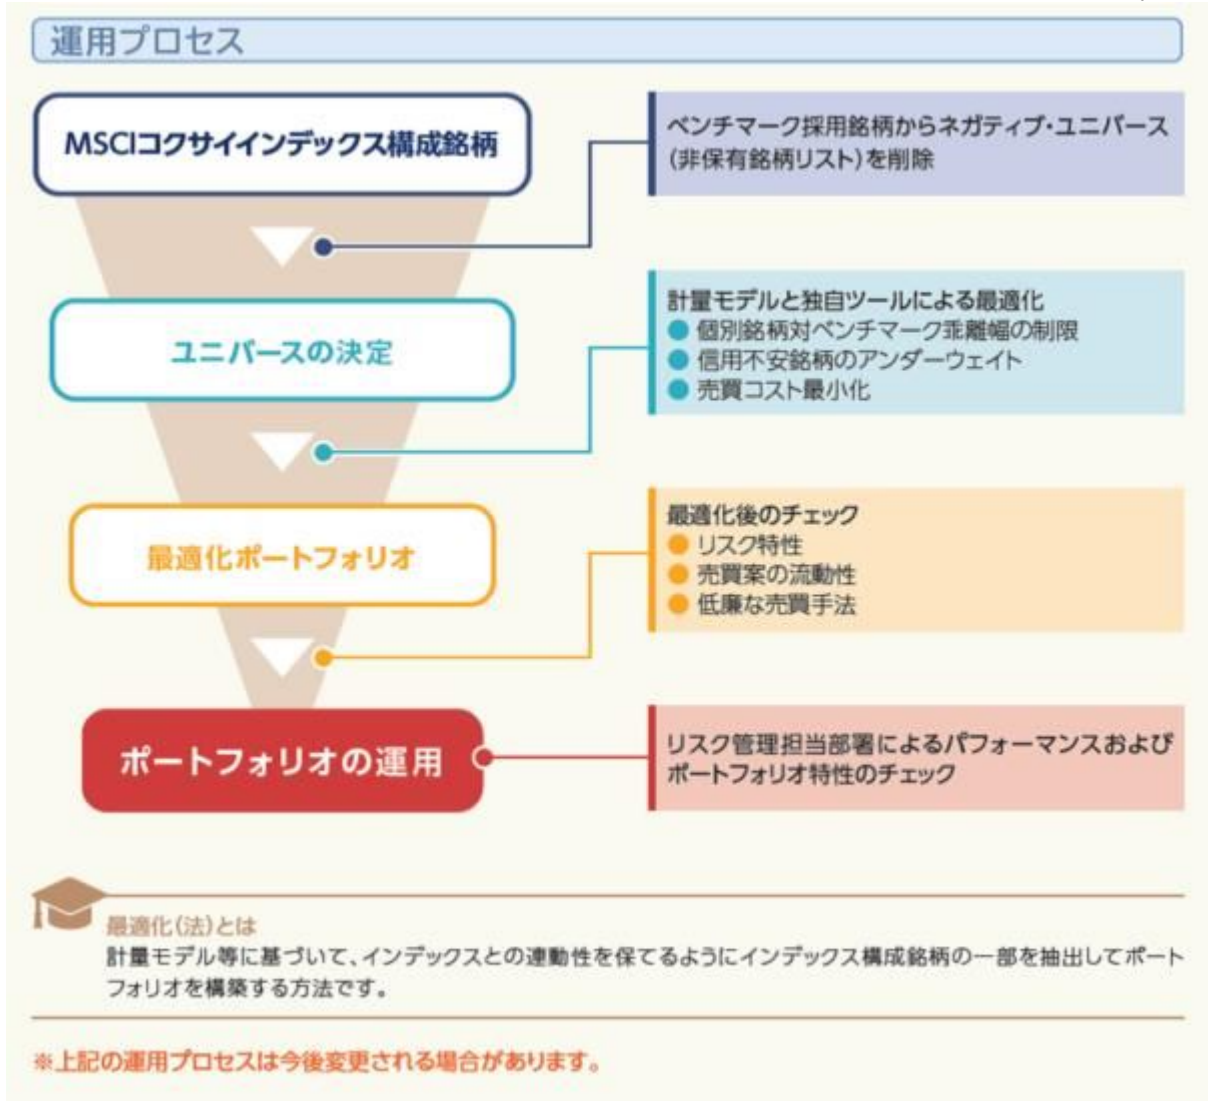 運用プロセス
MSCIコクサイインデックス構成銘柄
ベンチマーク採用銘柄からネガティブ・ユニバース
(非保有銘柄リスト)を削除
ユニバースの決定
計量モデルと独自ツールによる最適化
● 個別銘柄対ベンチマーク乖離幅の制限
● 信用不安銘柄のアンダーウェイト
● 売買コスト最小化
最適化ポートフォリオ
最適化後のチェック
● リスク特性
● 売買案の流動性
● 低廉な売買手法
ポートフォリオの運用
リスク管理担当部署によるパフォーマンスおよび
ポートフォリオ特性のチェック
最適化(法)とは
計量モデル等に基づいて、インデックスとの連動性を保てるようにインデックス構成銘柄の一部を抽出してポート
フォリオを構築する方法です。
※上記の運用プロセスは今後変更される場合があります。